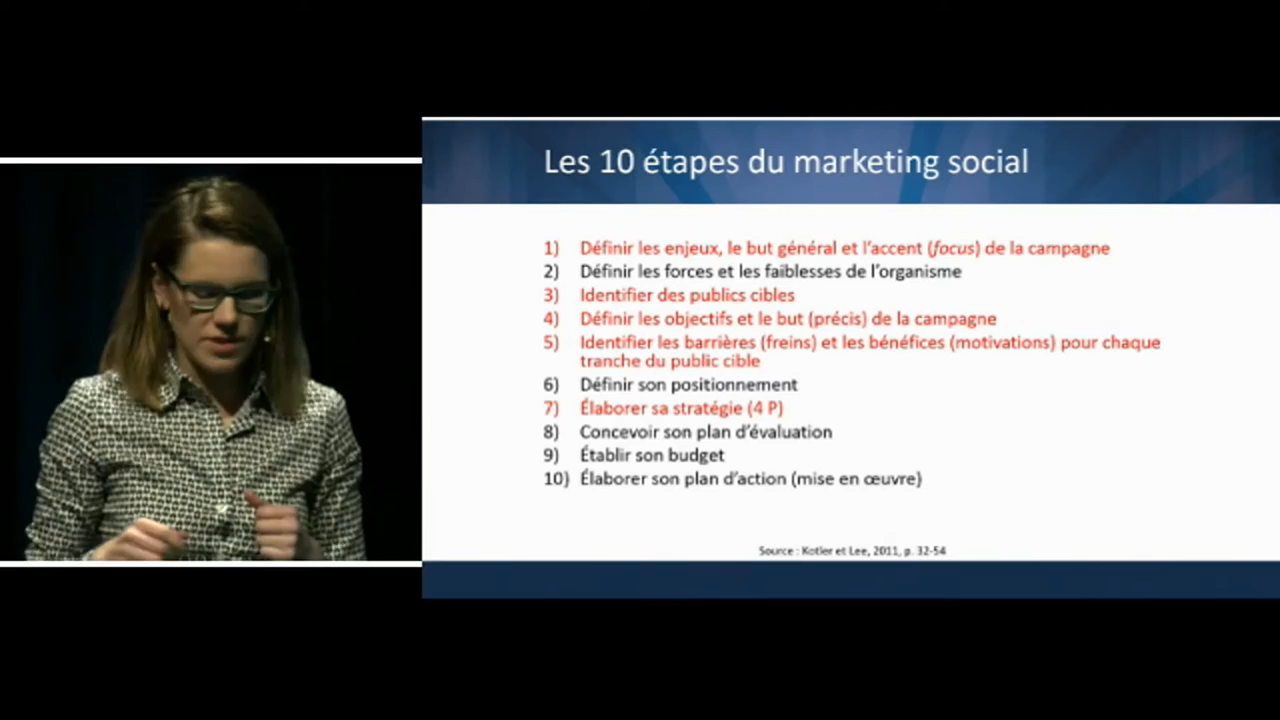 Les 10 étapes du marketing social
1) Définir les enjeux, le but général et l'accent (focus) de la campagne
2) Définir les forces et les faiblesses de l'organisme
3) Identifier des publics cibles
4) Définir les objectifs et le but (précis) de la campagne
5) Identifier les barrières (freins) et les bénéfices (motivations) pour chaque
tranche du public cible
6) Définir son positionnement
7) Élaborer sa stratégie (4 P)
8) Concevoir son plan d'évaluation
9) Établir son budget
10) Élaborer son plan d'action (mise en œuvre)
Source : Kotler et Lee, 2011, p. 32-54